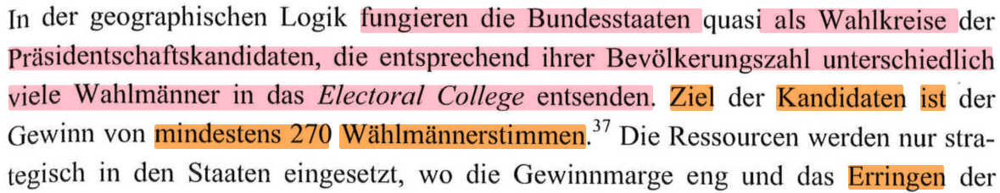 In der geographischen Logik fungieren die Bundesstaaten quasi als Wahlkreise der
Präsidentschaftskandidaten, die entsprechend ihrer Bevölkerungszahl unterschiedlich
viele Wahlmänner in das Electoral College entsenden. Ziel der Kandidaten ist der
Gewinn von mindestens 270 Wählmännerstimmen.³⁷ Die Ressourcen werden nur stra-
tegisch in den Staaten eingesetzt, wo die Gewinnmarge eng und das Erringen der